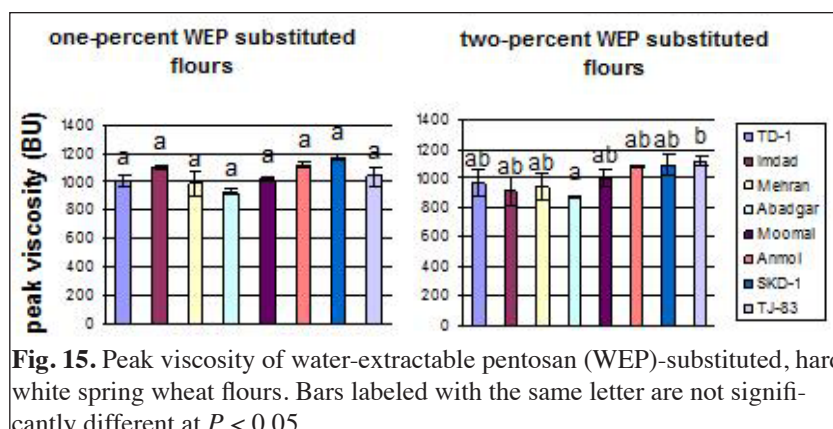 one-percent WEP substituted
flours
two-percent WEP substituted
flours
peak viscosity (BU)
1400
1200
1000
800
600
400
200
0
a a a a a a a a
1400
1200
1000
800
600
400
200
0
ab ab ab a ab ab ab b
TD-1
Imdad
Mehran
Abadgar
Moomal
Anmol
SKD-1
TJ-83
Fig. 15. Peak viscosity of water-extractable pentosan (WEP)-substituted, hard
white spring wheat flours. Bars labeled with the same letter are not signifi-
cantly different at P < 0.05